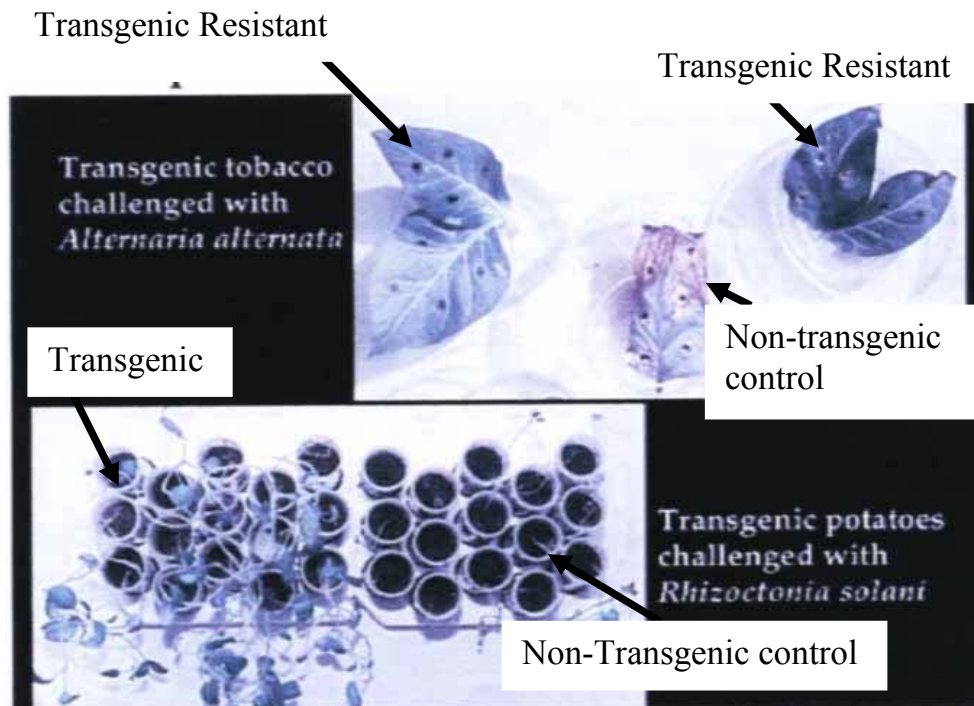 Transgenic Resistant
Transgenic Resistant
Transgenic tobacco
challenged with
Alternaria alternata
Non-transgenic
control
Transgenic
Transgenic potatoes
challenged with
Rhizoctonia solani
Non-Transgenic control